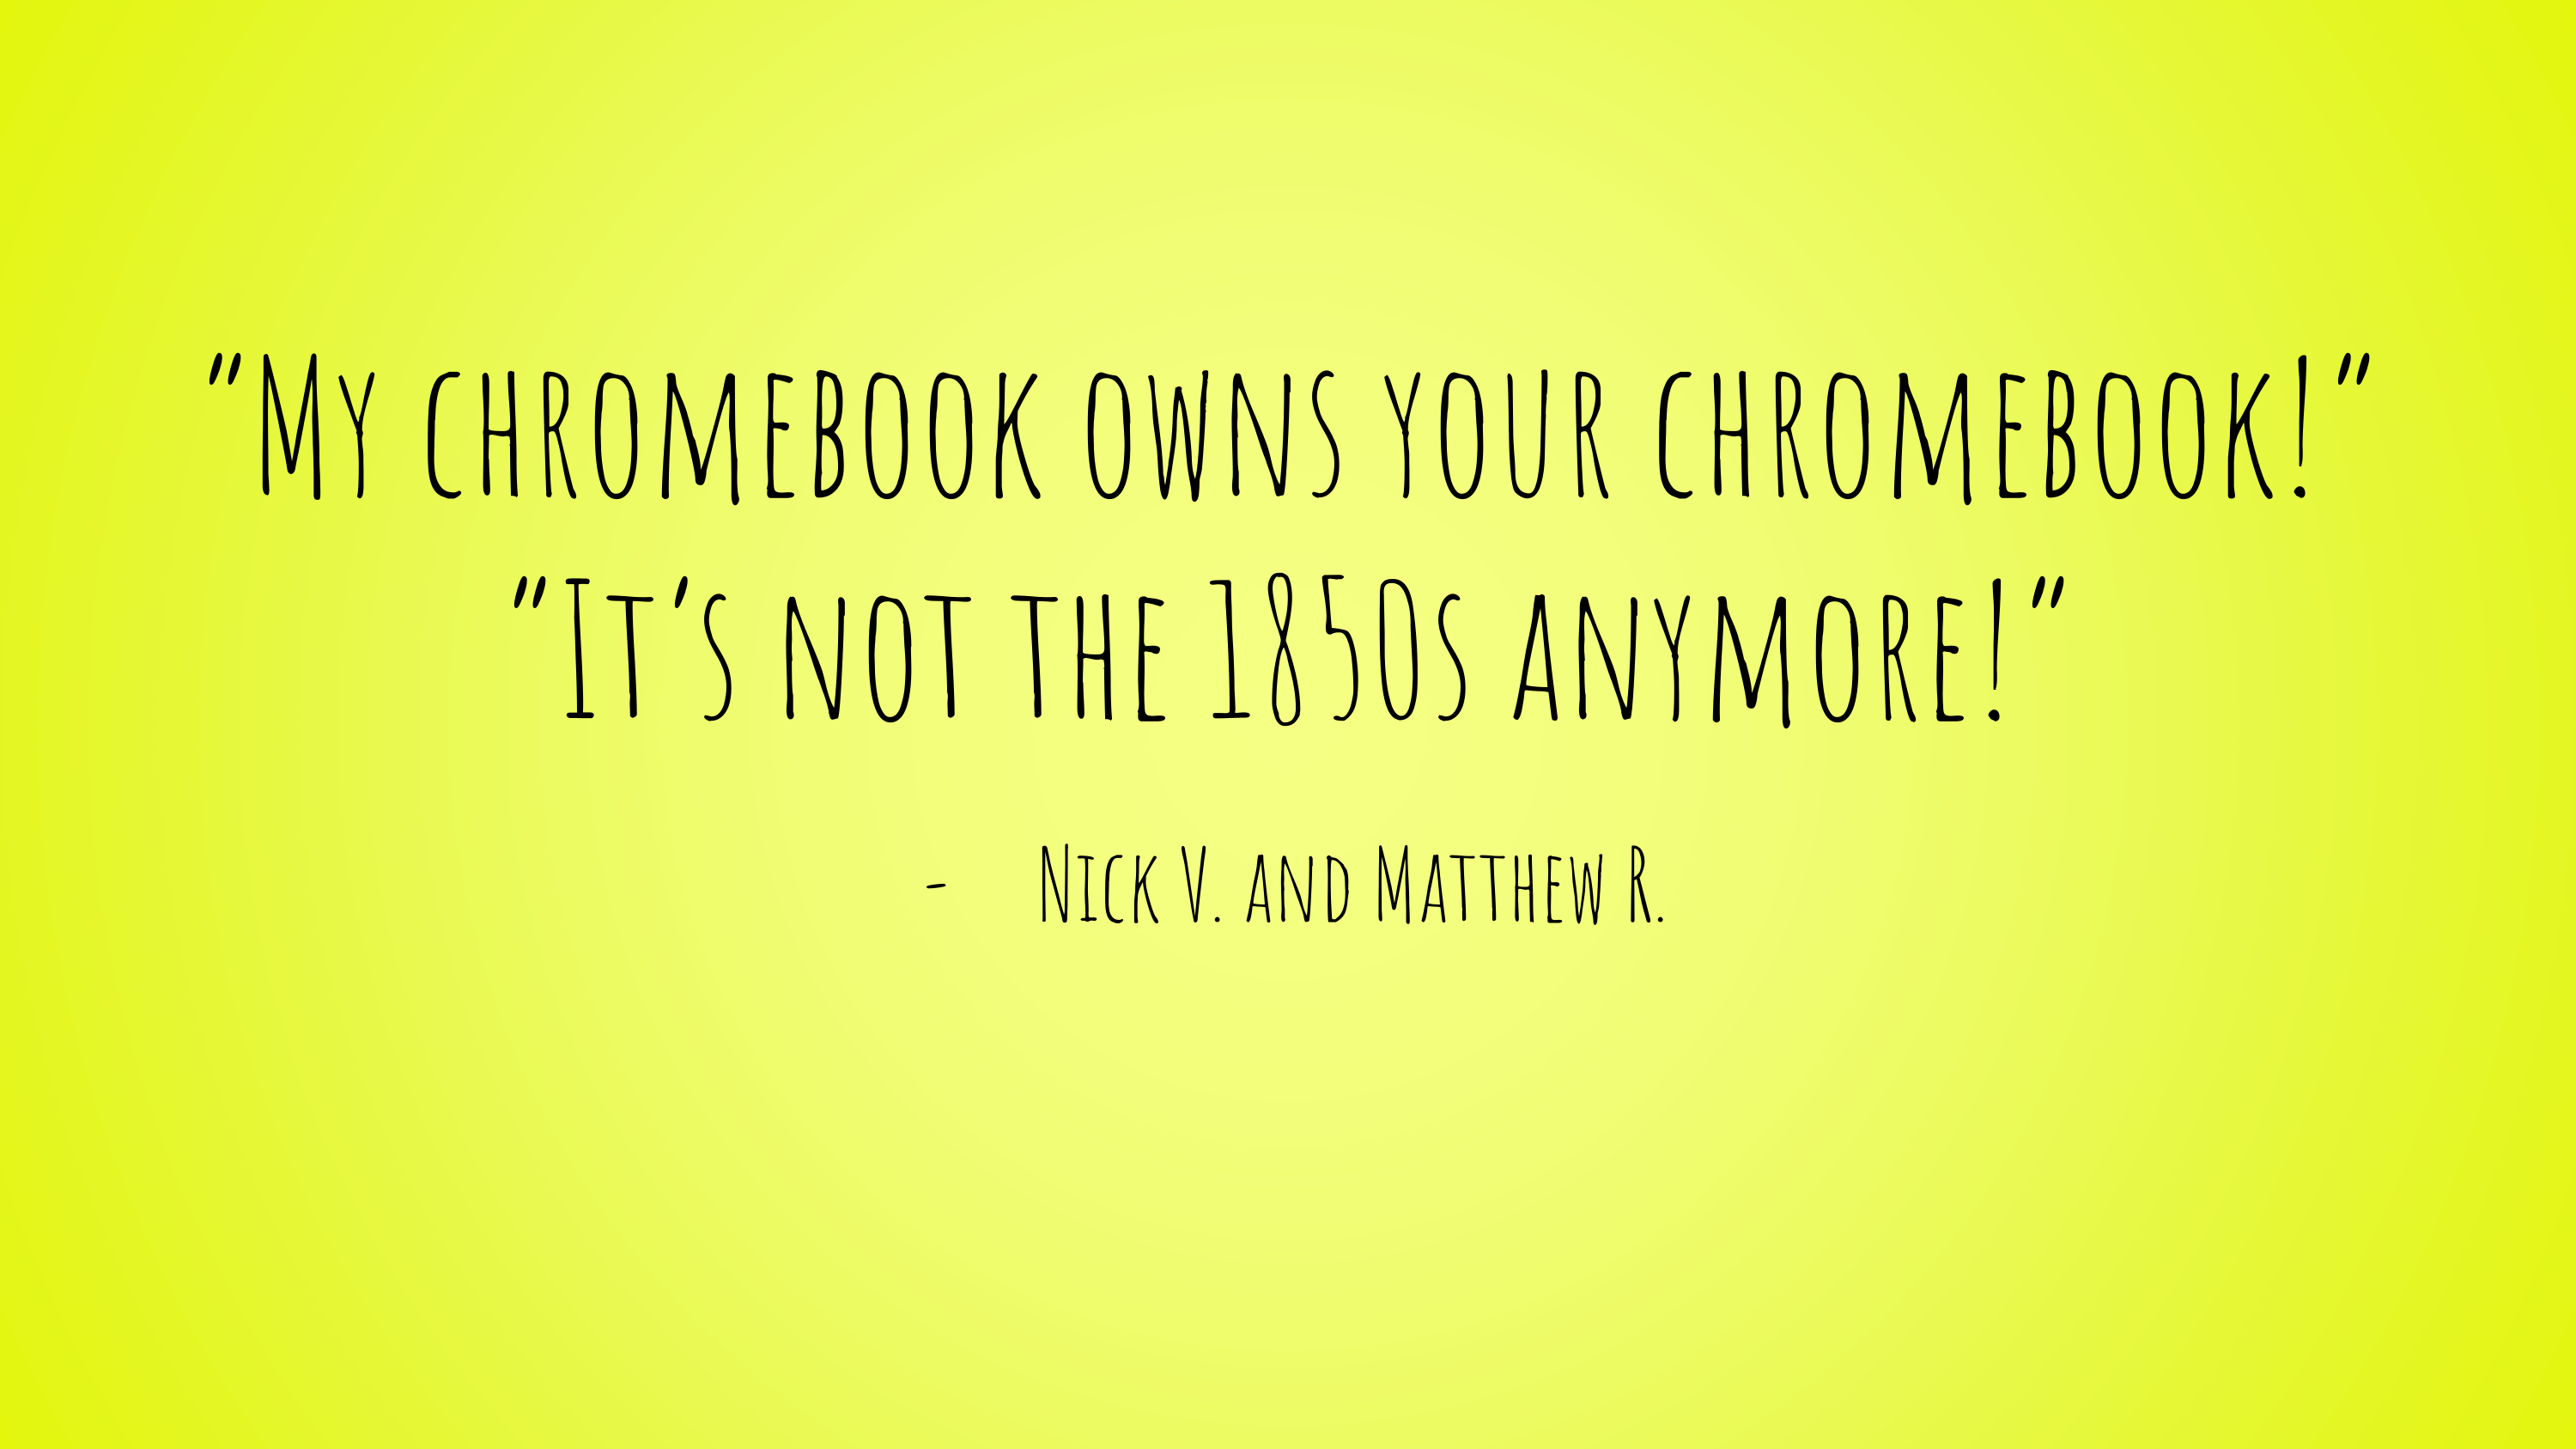 "My chromebook owns your chromebook!"
"It's not the 1850s anymore!"
- Nick V. and Matthew R.